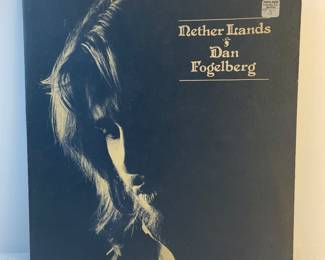 Nether Lands
Dan
Fogelberg